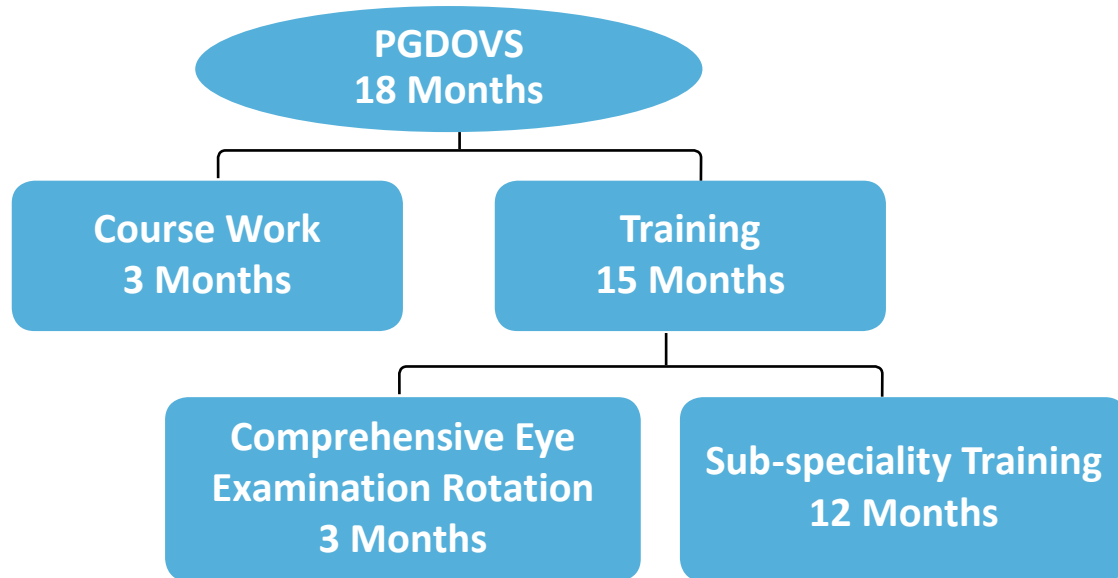 PGDOVS
18 Months
Course Work
3 Months
Training
15 Months
Comprehensive Eye
Examination Rotation
3 Months
Sub-speciality Training
12 Months